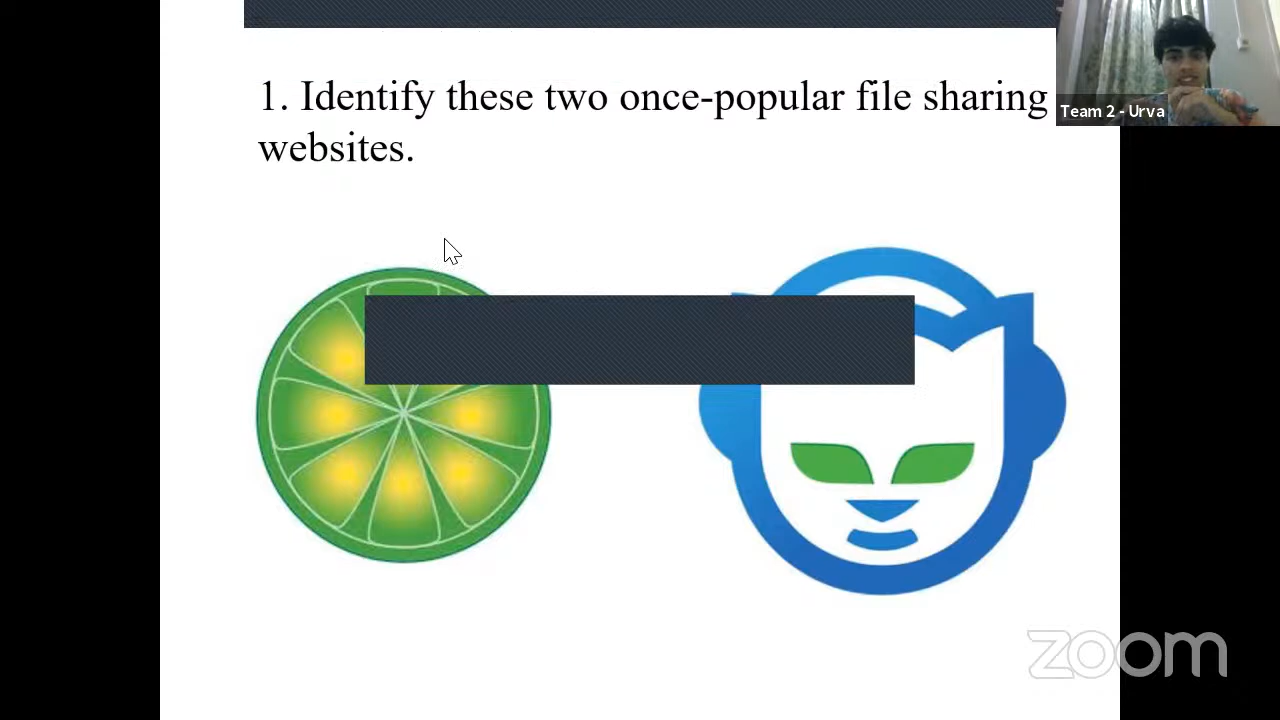 1. Identify these two once-popular file sharing
websites.
Team 2 - Urva
zoom